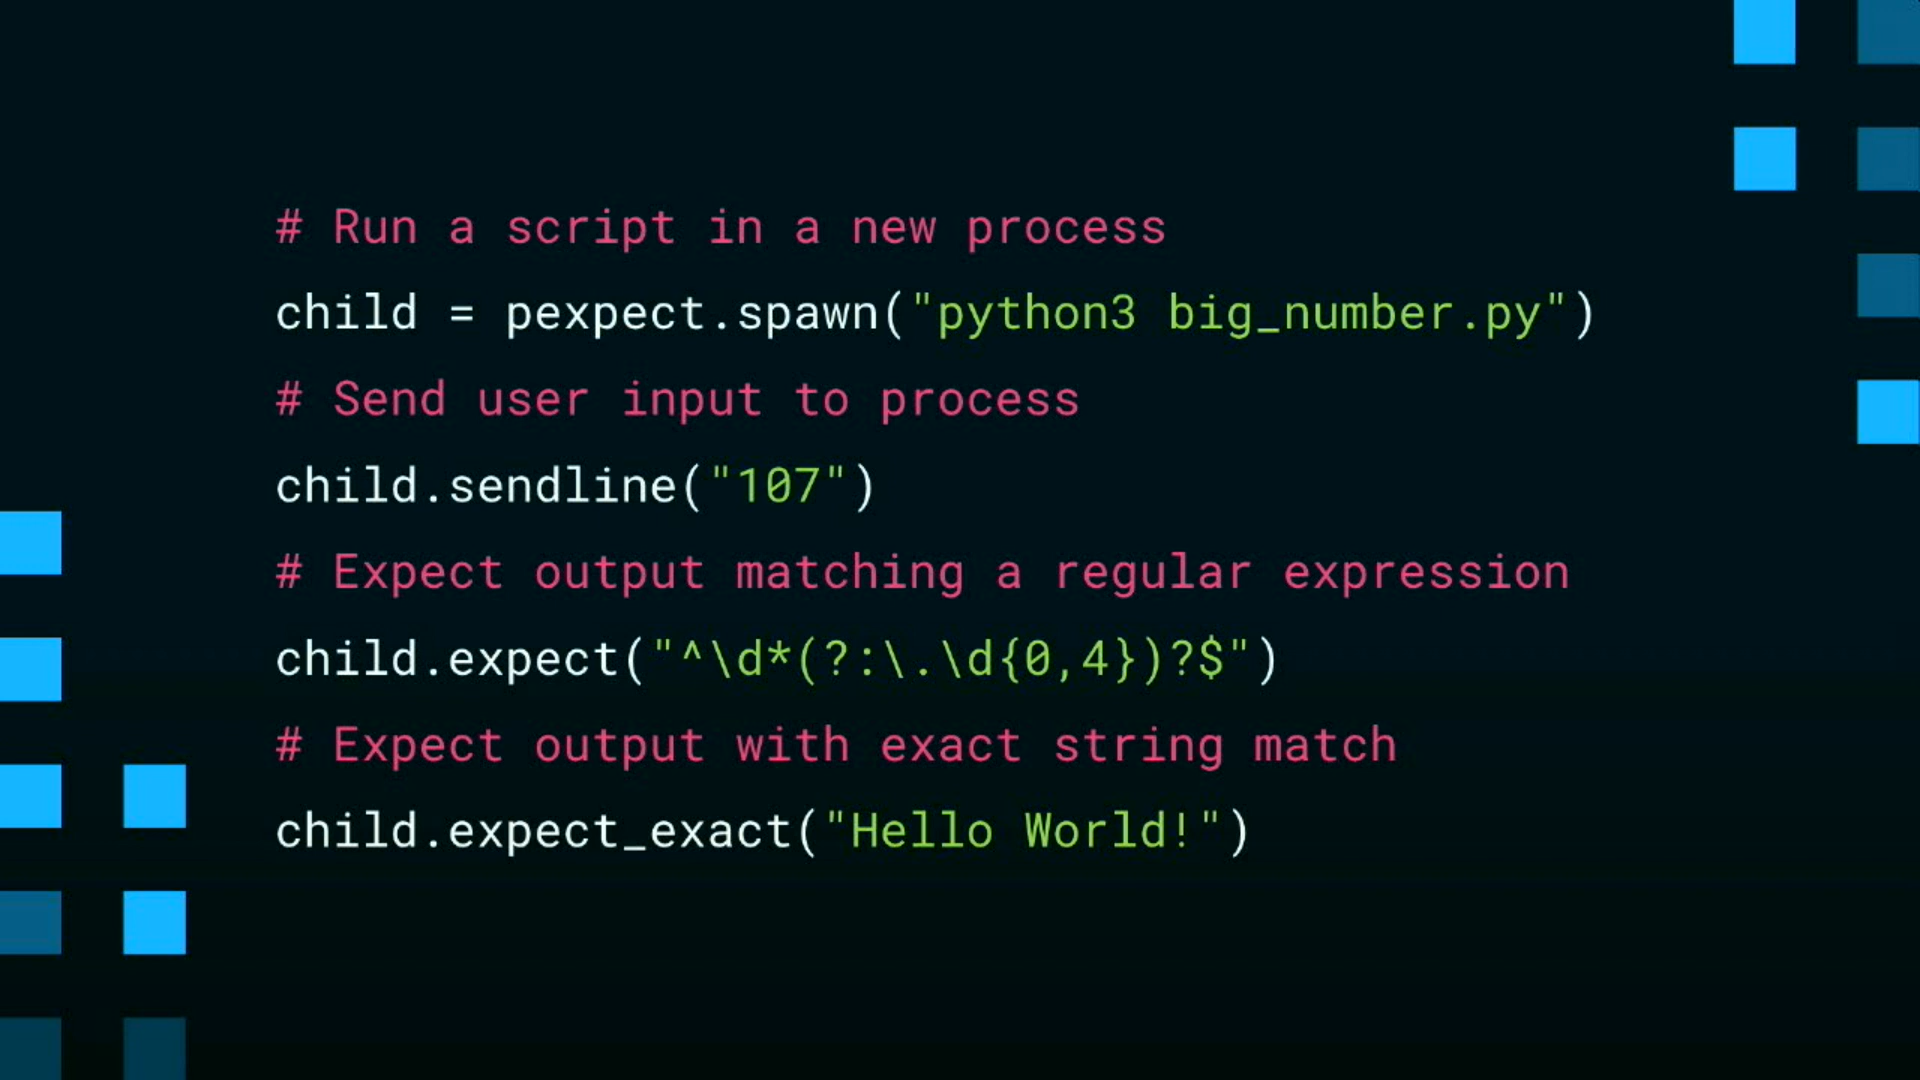 # Run a script in a new process
child = pexpect.spawn("python3 big_number.py")
# Send user input to process
child.sendline("107")
# Expect output matching a regular expression
child.expect("^\d*(?:\.\d{0,4})?$")
# Expect output with exact string match
child.expect_exact("Hello World!")